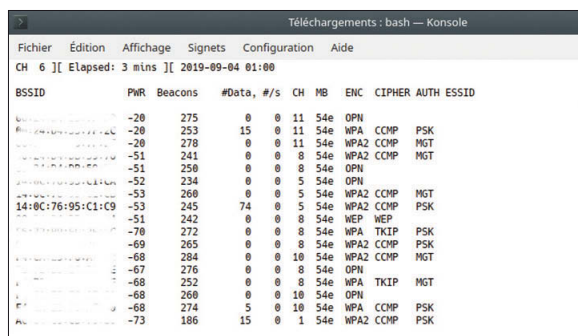 Téléchargements : bash — Konsole
Fichier Édition Affichage Signets Configuration Aide
CH 6 ][ Elapsed: 3 mins ][ 2019-09-04 01:00
BSSID PWR Beacons #Data, #/s CH MB ENC CIPHER AUTH ESSID
-20 275 0 0 11 54e OPN
-20 253 15 0 11 54e WPA CCMP PSK
-20 278 0 0 11 54e WPA2 CCMP MGT
-51 241 0 0 8 54e WPA2 CCMP MGT
-51 250 0 0 8 54e OPN
-52 234 0 0 5 54e OPN
-53 260 0 0 5 54e WPA2 CCMP MGT
14:0C:76:95:C1:C9 -53 245 74 0 5 54e WPA2 CCMP PSK
-51 242 0 0 8 54e WEP WEP
-70 272 0 0 8 54e WPA TKIP PSK
-69 265 0 0 8 54e WPA2 CCMP PSK
-68 284 0 0 10 54e WPA2 CCMP MGT
-67 276 0 0 8 54e OPN
-68 252 0 0 8 54e WPA TKIP MGT
-68 260 0 0 10 54e OPN
-68 274 5 0 10 54e WPA CCMP PSK
-73 186 15 0 1 54e WPA2 CCMP PSK